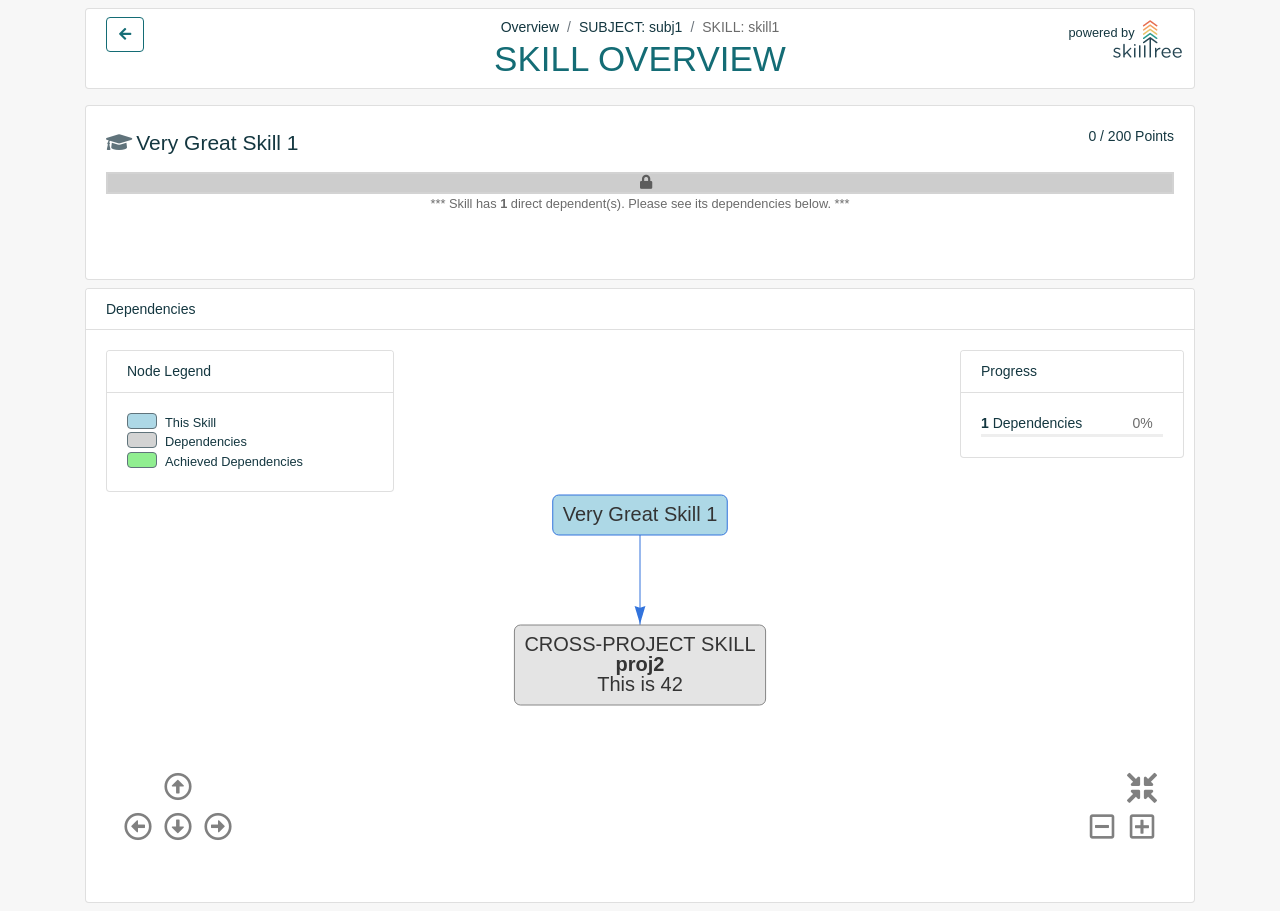 Overview / SUBJECT: subj1 / SKILL: skill1
SKILL OVERVIEW
powered by
skilltree
Very Great Skill 1
0 / 200 Points
*** Skill has 1 direct dependent(s). Please see its dependencies below. ***
Dependencies
Node Legend
This Skill
Dependencies
Achieved Dependencies
Progress
1 Dependencies 0%
Very Great Skill 1
CROSS-PROJECT SKILL
proj2
This is 42